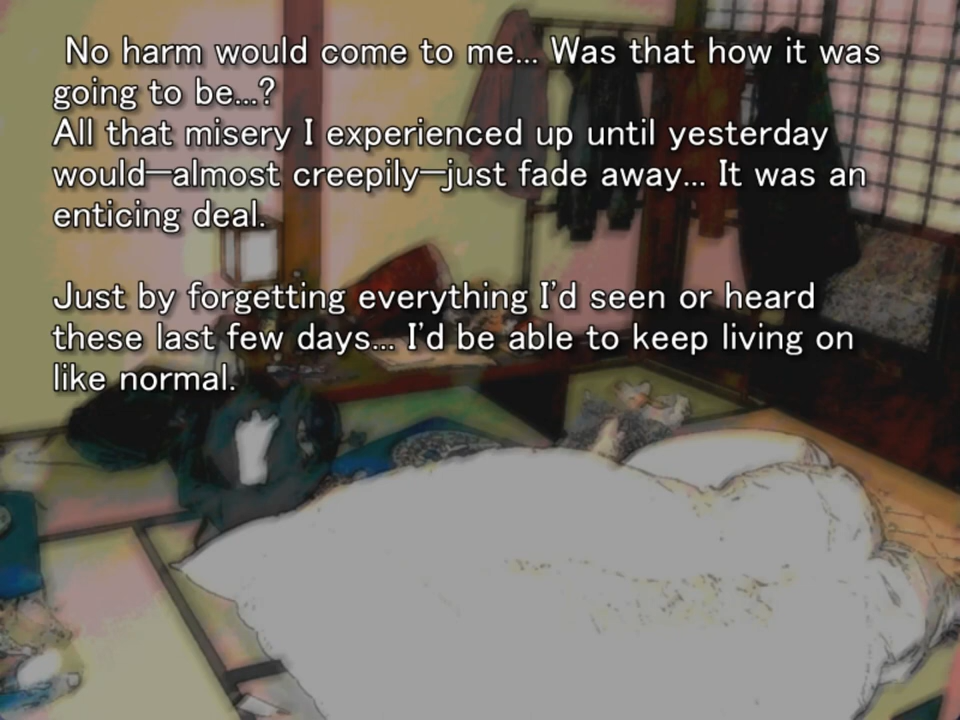 No harm would come to me... Was that how it was
going to be...?
All that misery I experienced up until yesterday
would—almost creepily—just fade away... It was an
enticing deal.
Just by forgetting everything I'd seen or heard
these last few days... I'd be able to keep living on
like normal.